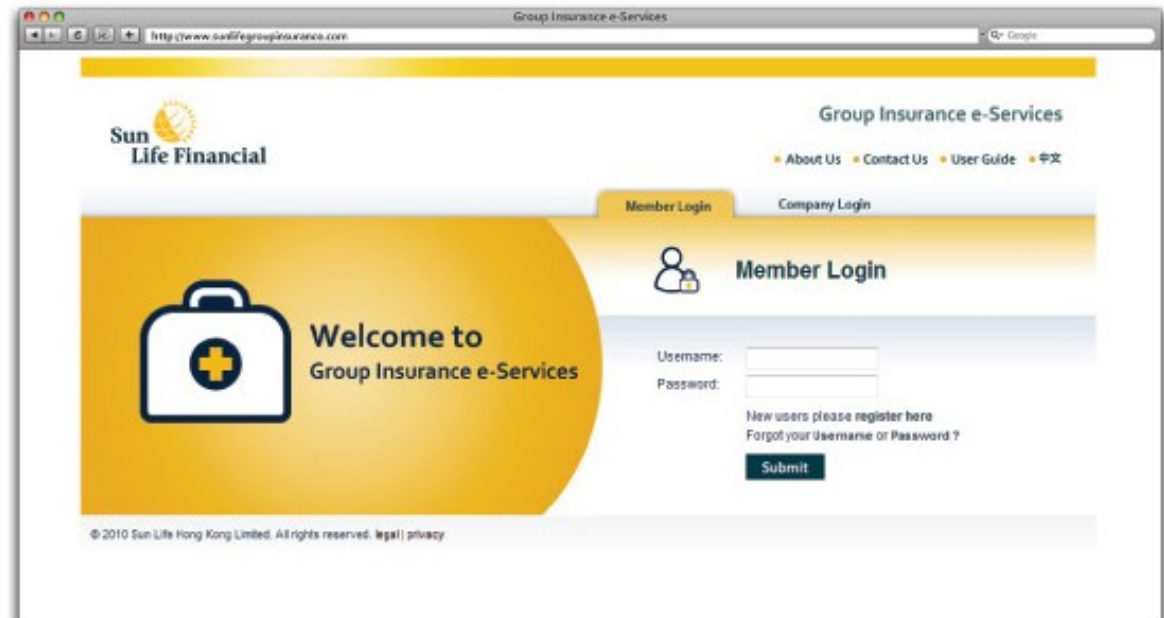 Group Insurance e-Services
http://www.sunlifegroupinsurance.com
Google
Sun
Life Financial
Group Insurance e-Services
About Us
Contact Us
User Guide
中文
Member Login
Company Login
Member Login
Welcome to
Group Insurance e-Services
Username:
Password:
New users please register here
Forgot your Username or Password ?
Submit
© 2010 Sun Life Hong Kong Limited. All rights reserved. legal | privacy